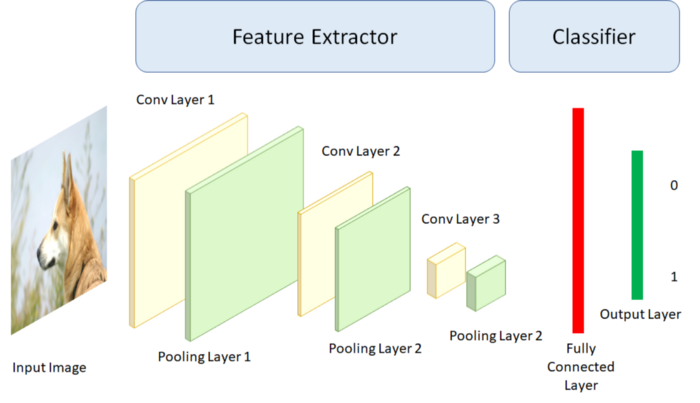 Feature Extractor
Classifier
Conv Layer 1
Conv Layer 2
Conv Layer 3
0
1
Output Layer
Pooling Layer 2
Pooling Layer 2
Pooling Layer 1
Input Image
Fully
Connected
Layer